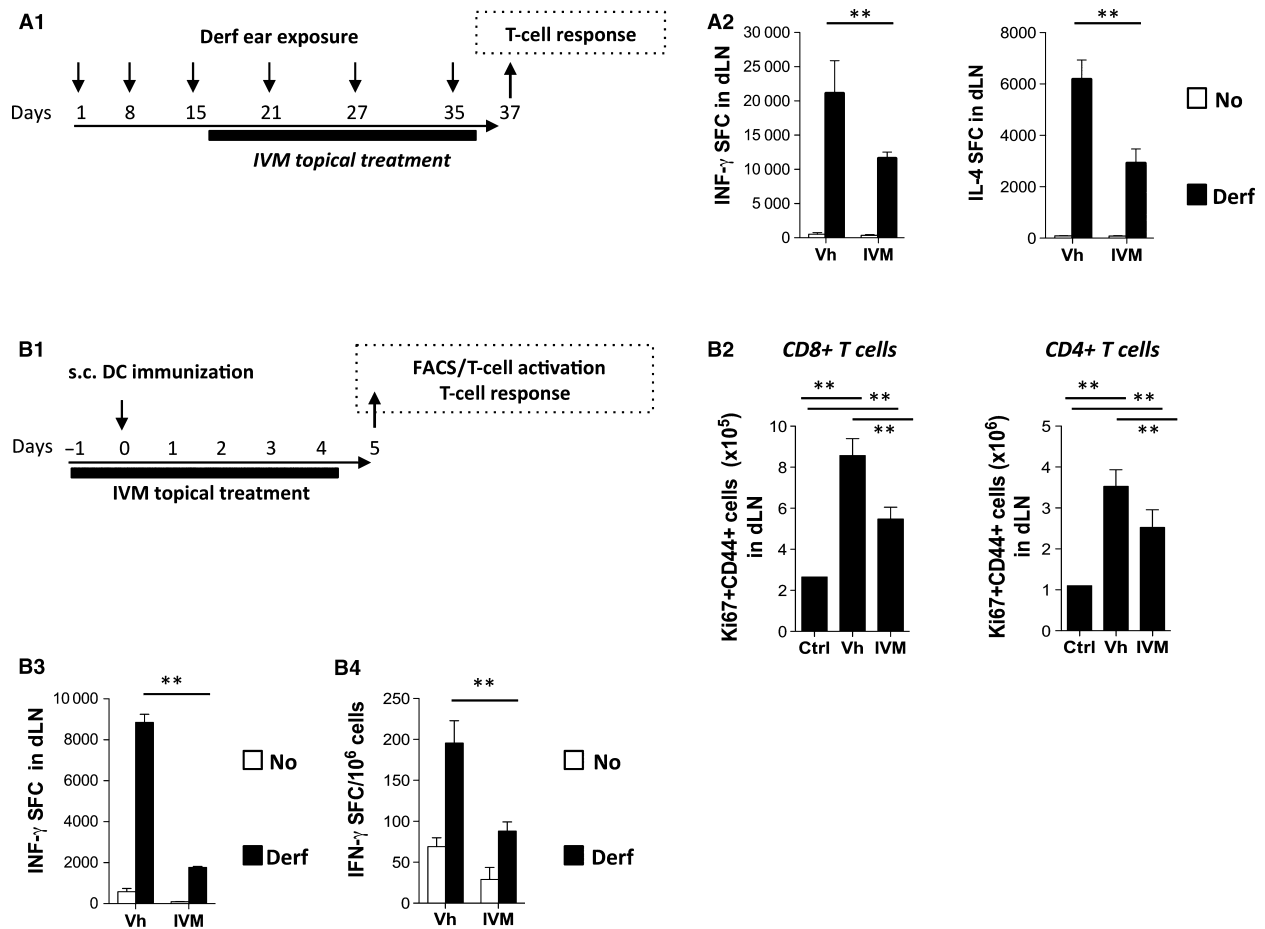 A1
Derf ear exposure
T-cell response
Days 1 8 15 21 27 35 37
IVM topical treatment
A2
**
INF-γ SFC in dLN
30 000
25 000
20 000
15 000
10 000
5 000
0
Vh IVM
**
IL-4 SFC in dLN
8000
6000
4000
2000
0
Vh IVM
No
Derf
B1
s.c. DC immunization
FACS/T-cell activation
T-cell response
Days −1 0 1 2 3 4 5
IVM topical treatment
B2
CD8+ T cells
**
**
**
Ki67+CD44+ cells (x10⁵)
in dLN
10
8
6
4
2
0
Ctrl Vh IVM
CD4+ T cells
**
**
**
Ki67+CD44+ cells (x10⁶)
in dLN
5
4
3
2
1
0
Ctrl Vh IVM
B3
**
INF-γ SFC in dLN
10 000
8000
6000
4000
2000
0
Vh IVM
No
Derf
B4
**
IFN-γ SFC/10⁶ cells
250
200
150
100
50
0
Vh IVM
No
Derf